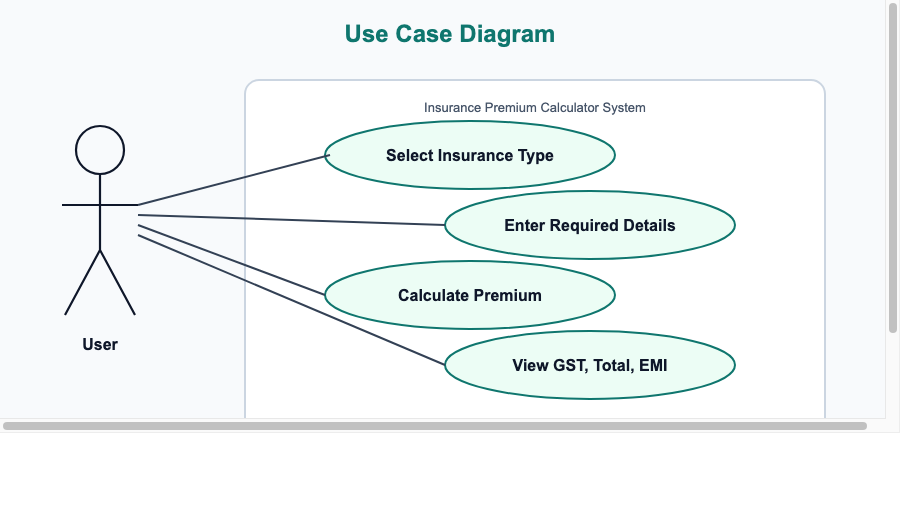 Use Case Diagram
Insurance Premium Calculator System
Select Insurance Type
Enter Required Details
Calculate Premium
View GST, Total, EMI
User